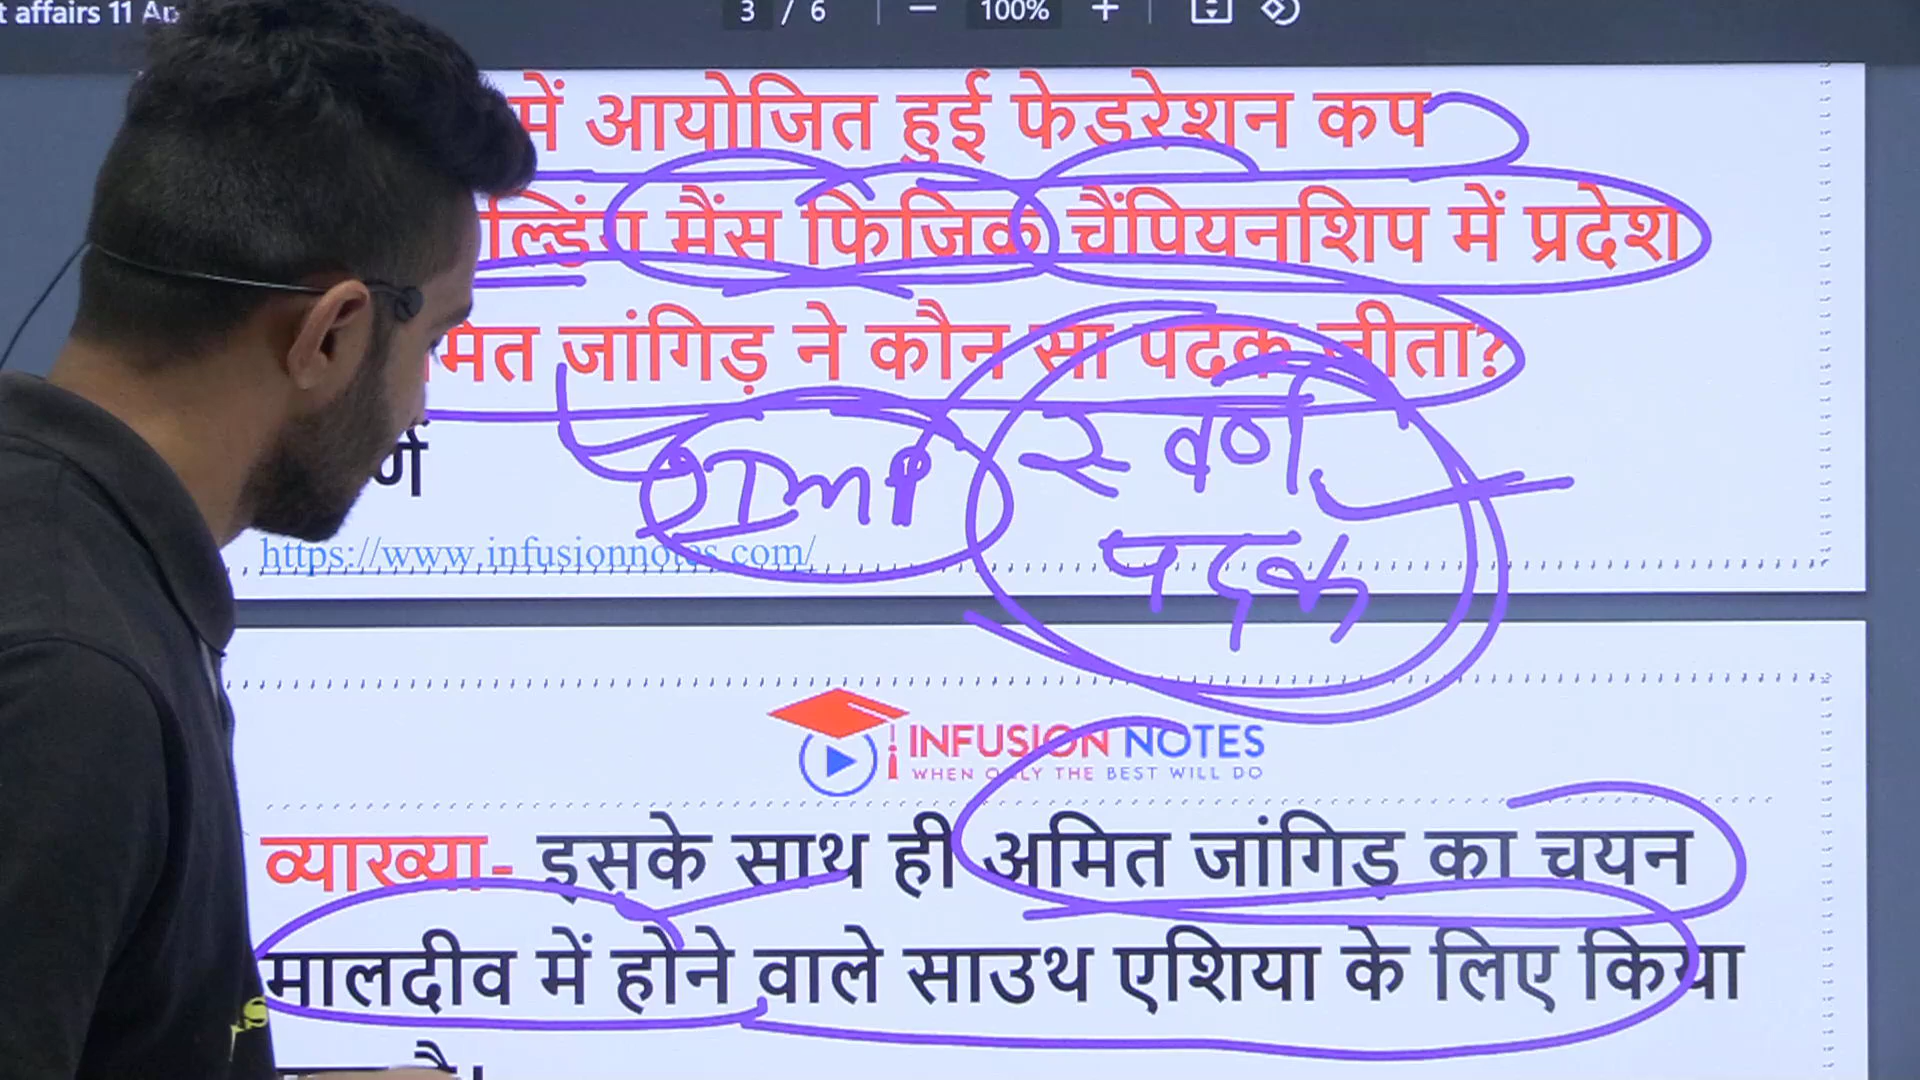 t affairs 11 Ap
3 / 6
100%
में आयोजित हुई फेडरेशन कप
ल्डिंग मैंस फिजिक चैंपियनशिप में प्रदेश
मित जांगिड़ ने कौन सा पदक जीता?
र्ण
Imp
स्वर्ण
पदक
https://www.infusionnotes.com/
INFUSION NOTES
WHEN ONLY THE BEST WILL DO
व्याख्या- इसके साथ ही अमित जांगिड़ का चयन
मालदीव में होने वाले साउथ एशिया के लिए किया